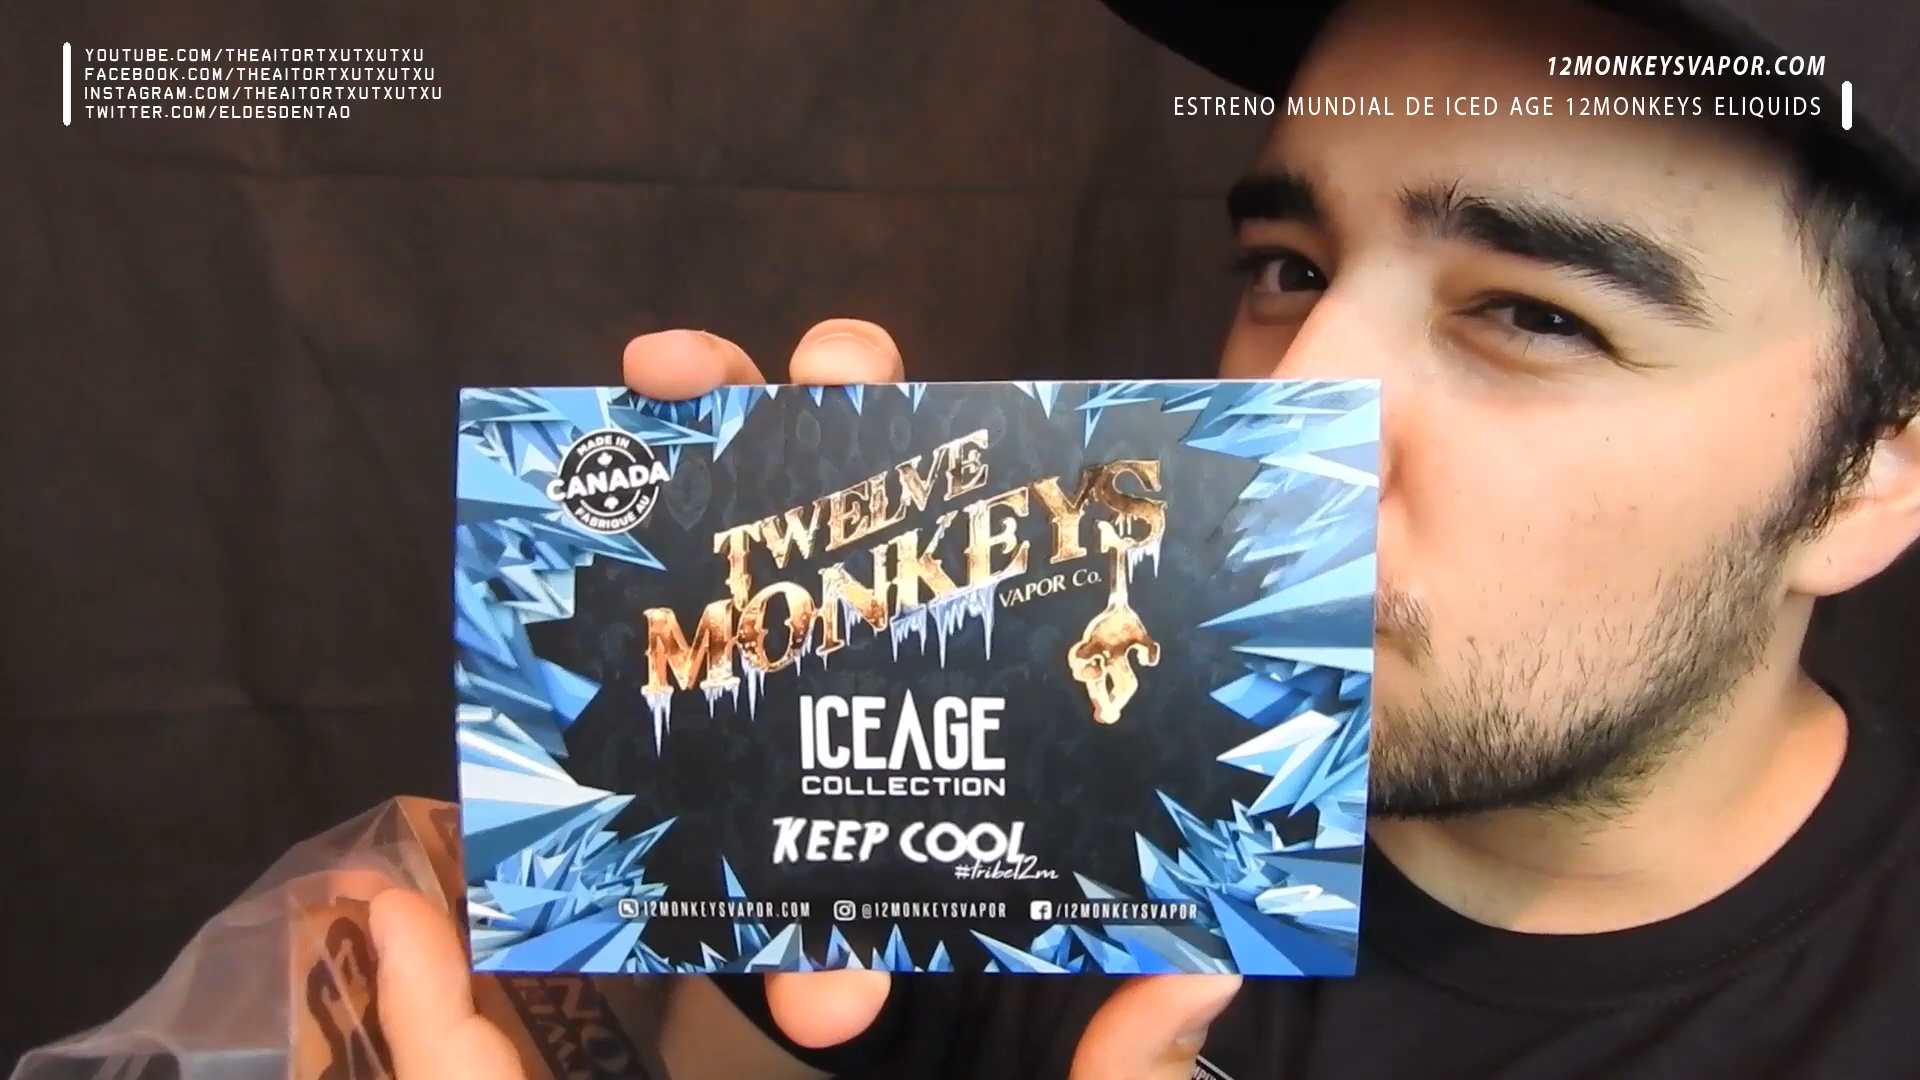 YOUTUBE.COM/THEAITORTXUTXUTXU
FACEBOOK.COM/THEAITORTXUTXUTXU
INSTAGRAM.COM/THEAITORTXUTXUTXU
TWITTER.COM/ELDESDENTAO
12MONKEYSVAPOR.COM
ESTRENO MUNDIAL DE ICED AGE 12MONKEYS ELIQUIDS
MADE IN
CANADA
FABRIQUE AU
TWELVE
MONKEYS
VAPOR Co.
ICE AGE
COLLECTION
KEEP COOL
#tribe12m
12MONKEYSVAPOR.COM @12MONKEYSVAPOR /12MONKEYSVAPOR